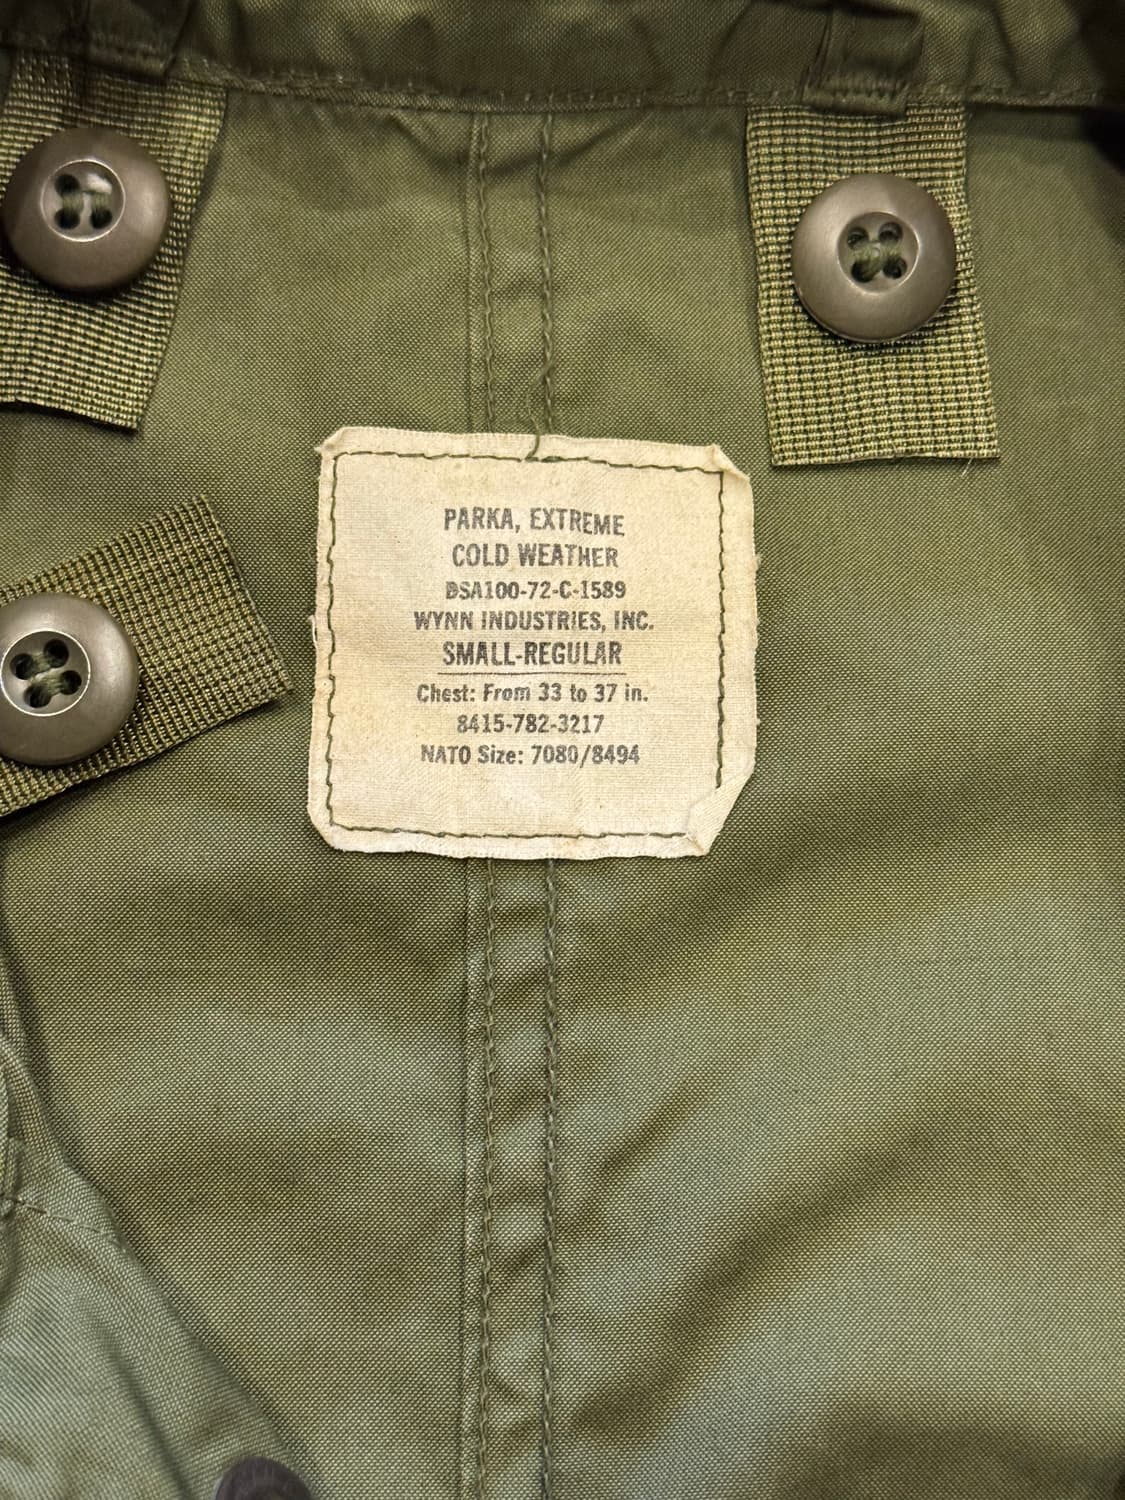 PARKA, EXTREME
COLD WEATHER
DSA100-72-C-1589
WYNN INDUSTRIES, INC.
SMALL-REGULAR
Chest: From 33 to 37 in.
8415-782-3217
NATO Size: 7080/8494